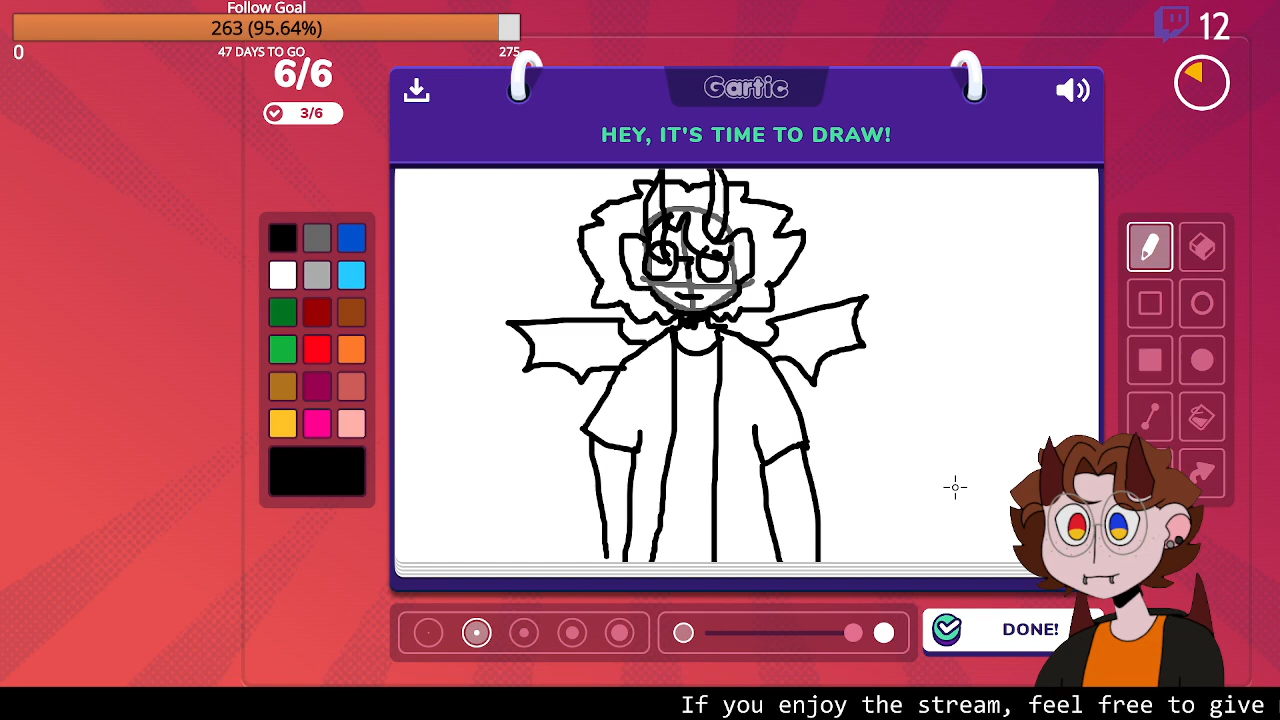 Follow Goal
263 (95.64%)
0
47 DAYS TO GO
275
12
6/6
3/6
Gartic
HEY, IT'S TIME TO DRAW!
DONE!
If you enjoy the stream, feel free to give